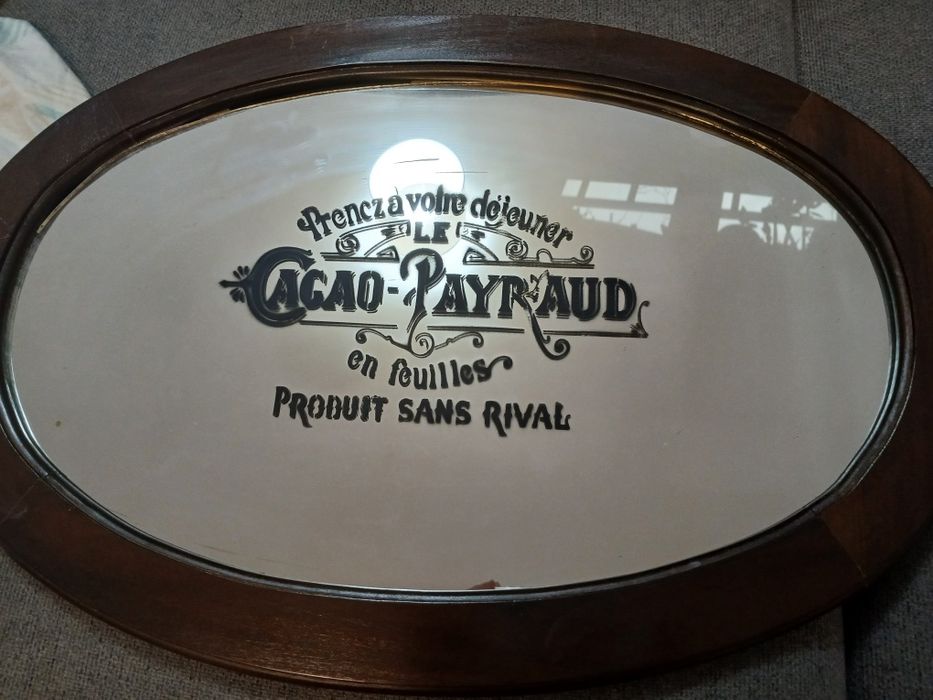 Prenez à votre déjeuner
LE
CACAO-PAYRAUD
en feuilles
PRODUIT SANS RIVAL